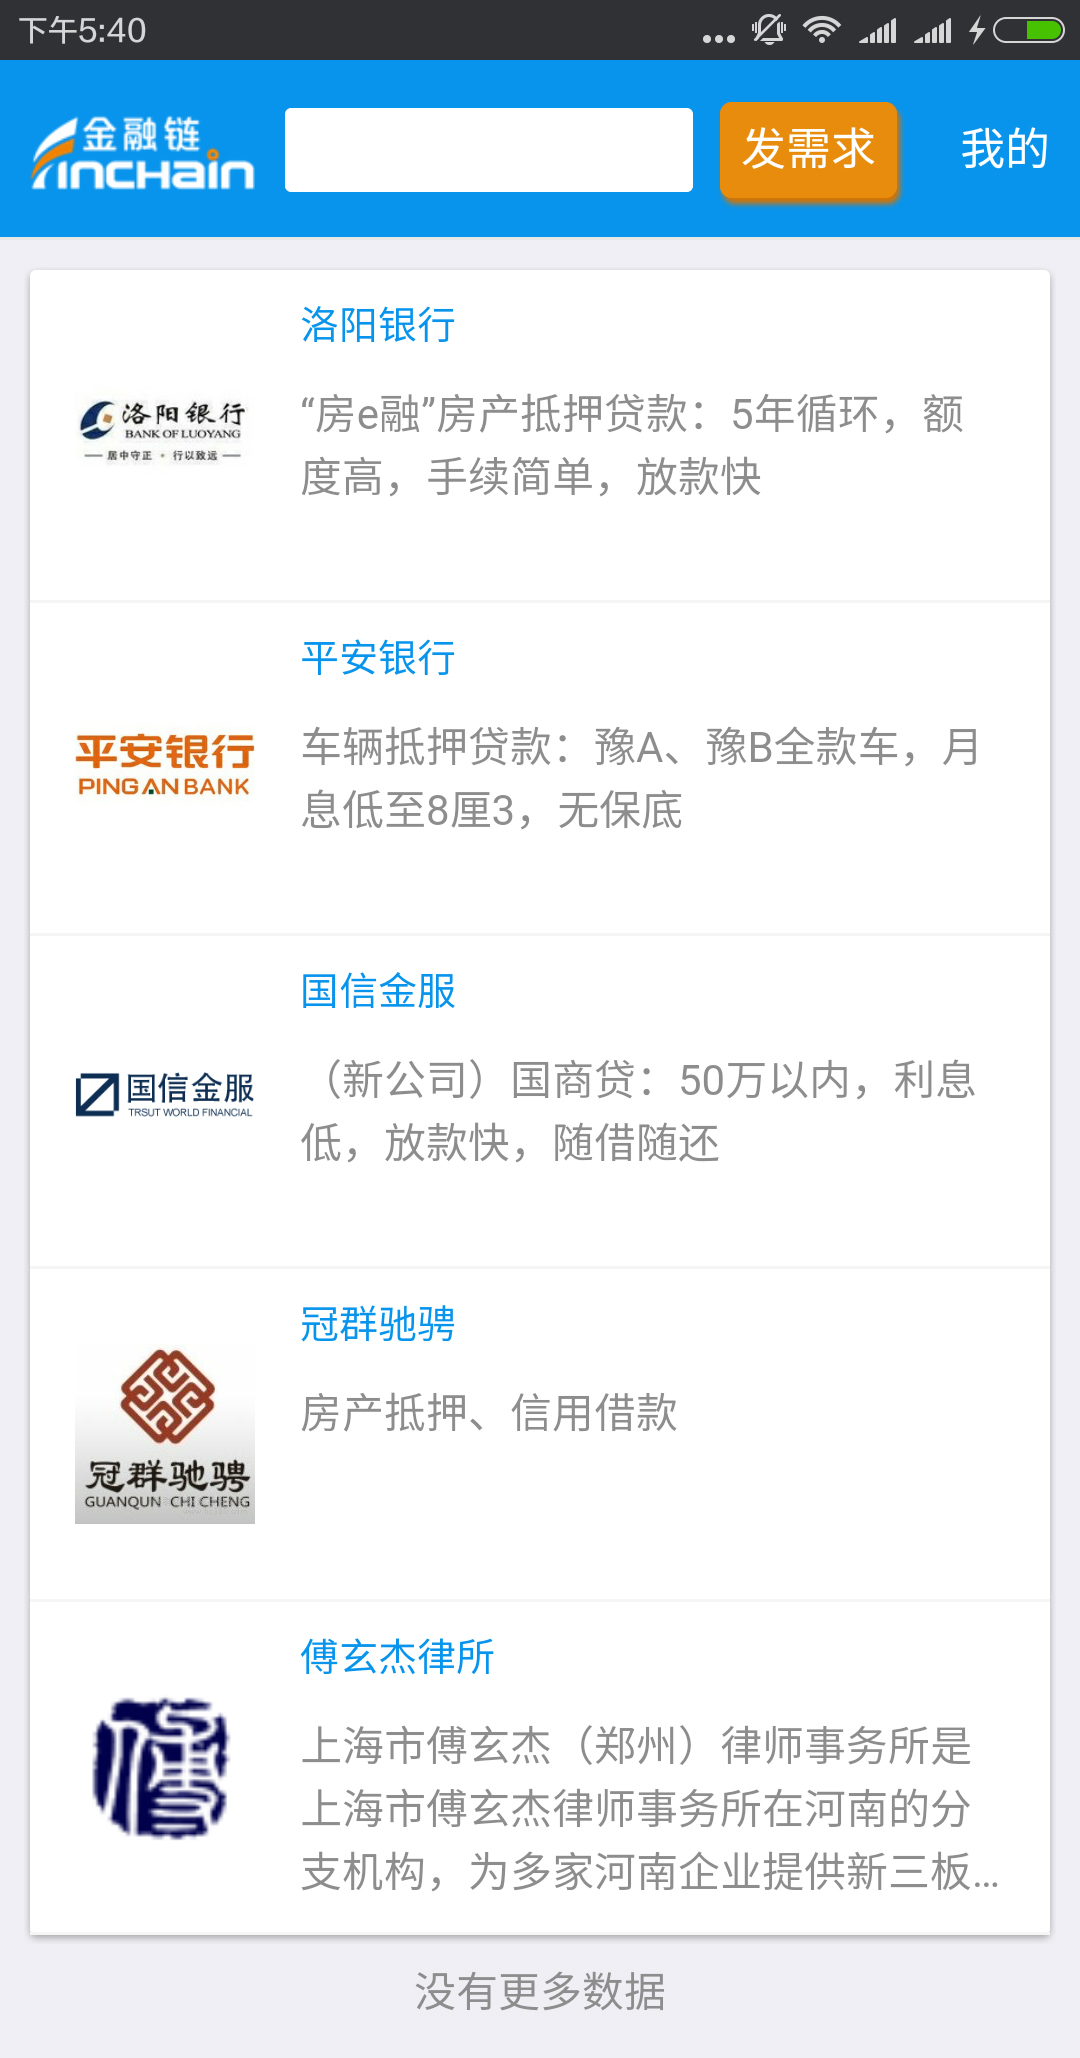 下午5:40
金融链
Finchain
发需求
我的
洛阳银行
洛阳银行
BANK OF LUOYANG
居中守正·行以致远
“房e融”房产抵押贷款：5年循环，额
度高，手续简单，放款快
平安银行
平安银行
PING AN BANK
车辆抵押贷款：豫A、豫B全款车，月
息低至8厘3，无保底
国信金服
国信金服
TRSUT WORLD FINANCIAL
（新公司）国商贷：50万以内，利息
低，放款快，随借随还
冠群驰骋
冠群驰骋
GUANQUN CHI CHENG
房产抵押、信用借款
傅玄杰律所
傅
上海市傅玄杰（郑州）律师事务所是
上海市傅玄杰律师事务所在河南的分
支机构，为多家河南企业提供新三板...
没有更多数据